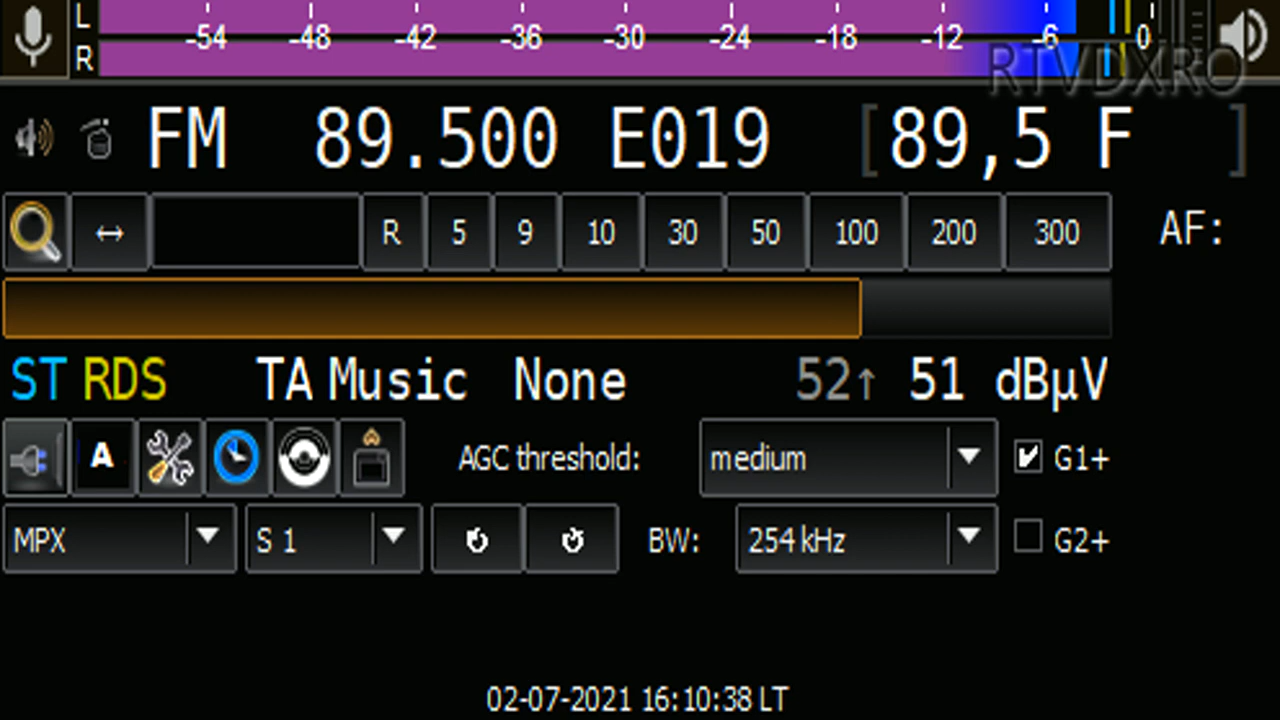 L
R
-54 -48 -42 -36 -30 -24 -18 -12 -6 0
RTVDXRO
FM 89.500 E019 [89,5 F ]
↔ R 5 9 10 30 50 100 200 300 AF:
ST RDS TA Music None 52↑ 51 dBµV
A AGC threshold: medium G1+
MPX S 1 BW: 254 kHz G2+
02-07-2021 16:10:38 LT